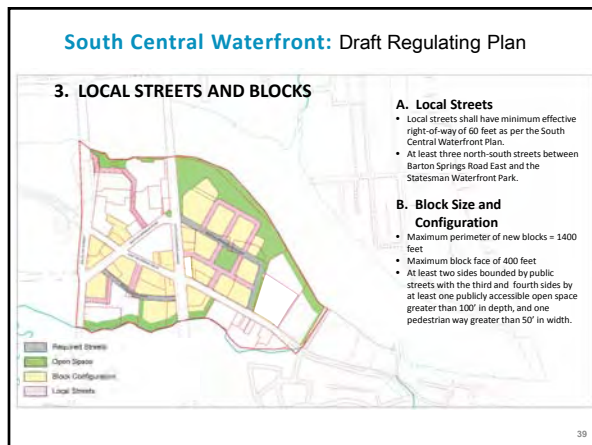 South Central Waterfront: Draft Regulating Plan
3. LOCAL STREETS AND BLOCKS
A. Local Streets
• Local streets shall have minimum effective
right-of-way of 60 feet as per the South
Central Waterfront Plan.
• At least three north-south streets between
Barton Springs Road East and the
Statesman Waterfront Park.
B. Block Size and
Configuration
• Maximum perimeter of new blocks = 1400
feet
• Maximum block face of 400 feet
• At least two sides bounded by public
streets with the third and fourth sides by
at least one publicly accessible open space
greater than 100' in depth, and one
pedestrian way greater than 50' in width.
Required Streets
Open Space
Block Configuration
Local Streets
39